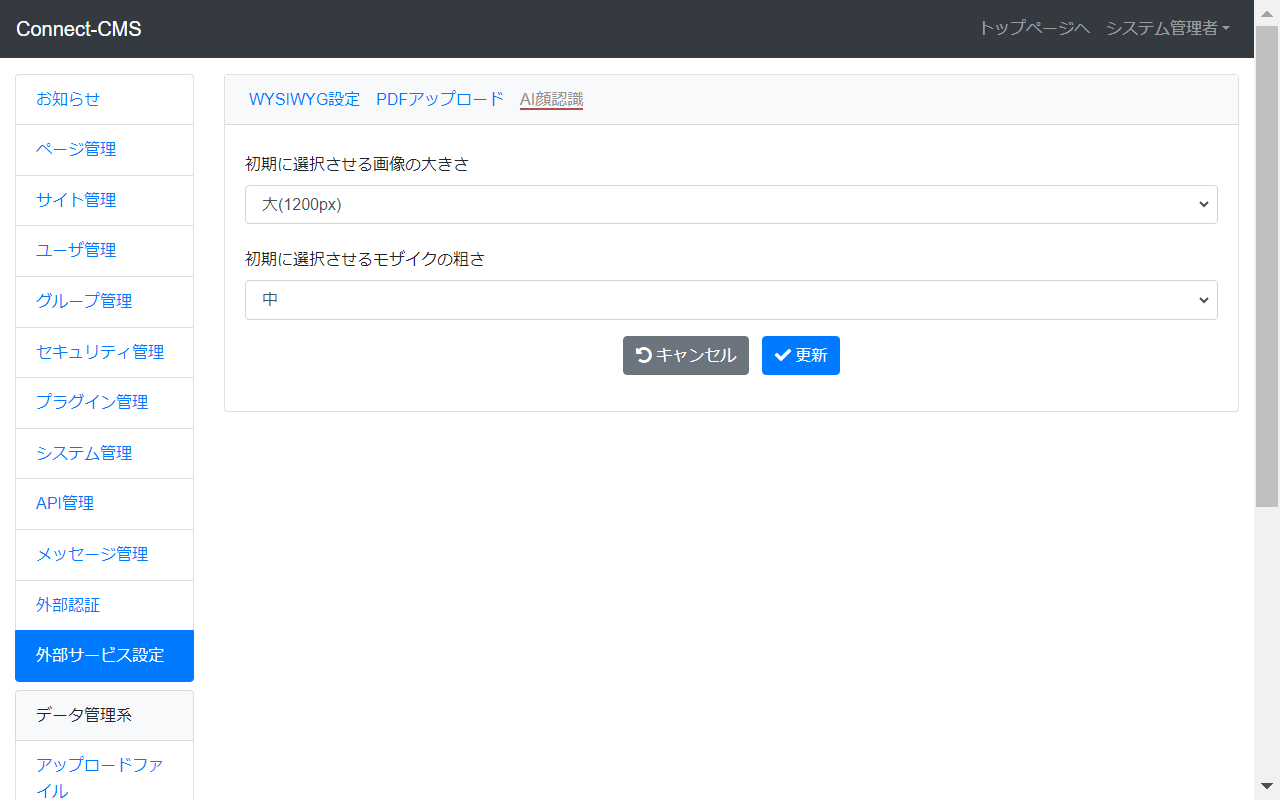 Connect-CMS
トップページへ システム管理者
お知らせ
ページ管理
サイト管理
ユーザ管理
グループ管理
セキュリティ管理
プラグイン管理
システム管理
API管理
メッセージ管理
外部認証
外部サービス設定
データ管理系
アップロードファ
イル
WYSIWYG設定 PDFアップロード AI顔認識
初期に選択させる画像の大きさ
大(1200px)
初期に選択させるモザイクの粗さ
中
キャンセル 更新